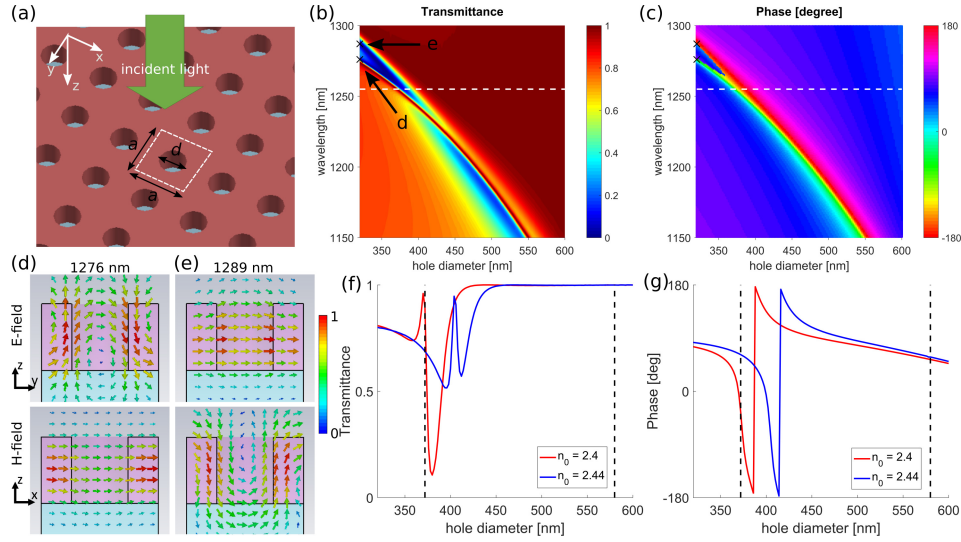 (a)
incident light
x
y
z
a
d
a
(b)
Transmittance
wavelength [nm]
1300
1250
1200
1150
e
d
350 400 450 500 550 600
hole diameter [nm]
1
0.8
0.6
0.4
0.2
0
(c)
Phase [degree]
wavelength [nm]
1300
1250
1200
1150
350 400 450 500 550 600
hole diameter [nm]
180
120
60
0
-60
-120
-180
(d)
1276 nm
(e)
1289 nm
E-field
z
y
H-field
z
x
1
0
(f)
Transmittance
1
0.5
0
350 400 450 500 550 600
hole diameter [nm]
n0 = 2.4
n0 = 2.44
(g)
Phase [deg]
180
90
0
-90
-180
350 400 450 500 550 600
hole diameter [nm]
n0 = 2.4
n0 = 2.44